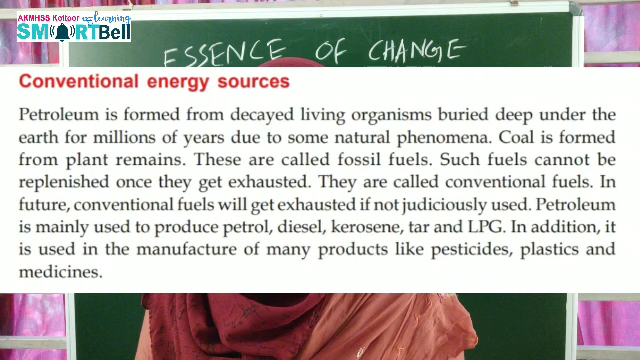 AKMHSS Kottoor e-learning
SMARTBell
ESSENCE OF CHANGE
Conventional energy sources
Petroleum is formed from decayed living organisms buried deep under the
earth for millions of years due to some natural phenomena. Coal is formed
from plant remains. These are called fossil fuels. Such fuels cannot be
replenished once they get exhausted. They are called conventional fuels. In
future, conventional fuels will get exhausted if not judiciously used. Petroleum
is mainly used to produce petrol, diesel, kerosene, tar and LPG. In addition, it
is used in the manufacture of many products like pesticides, plastics and
medicines.